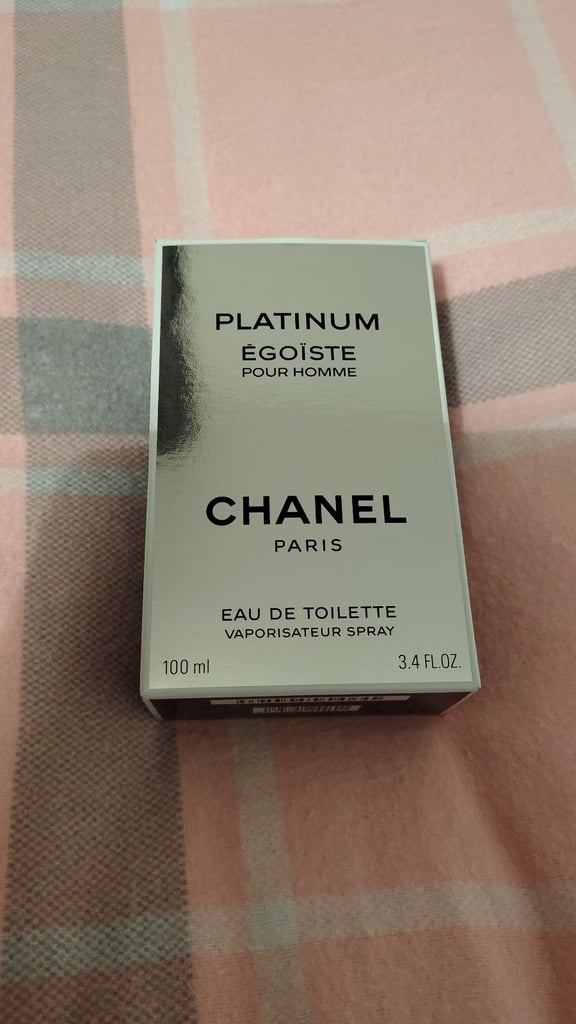 PLATINUM
ÉGOÏSTE
POUR HOMME
CHANEL
PARIS
EAU DE TOILETTE
VAPORISATEUR SPRAY
100 ml
3.4 FL.OZ.